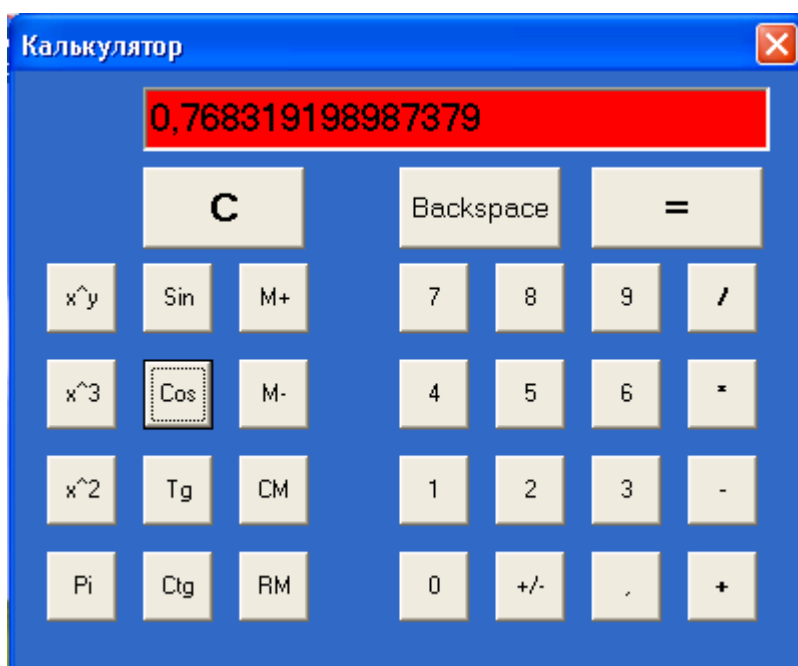 Калькулятор
0,768319198987379
C Backspace =
x^y Sin M+ 7 8 9 /
x^3 Cos M- 4 5 6 *
x^2 Tg CM 1 2 3 -
Pi Ctg RM 0 +/- , +